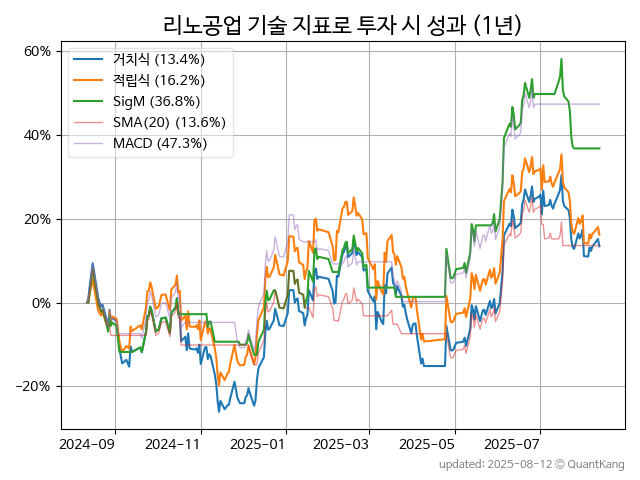 리노공업 기술 지표로 투자 시 성과 (1년)
거치식 (13.4%)
적립식 (16.2%)
SigM (36.8%)
SMA(20) (13.6%)
MACD (47.3%)
60%
40%
20%
0%
−20%
2024−09 2024−11 2025−01 2025−03 2025−05 2025−07
updated: 2025-08-12 © QuantKang